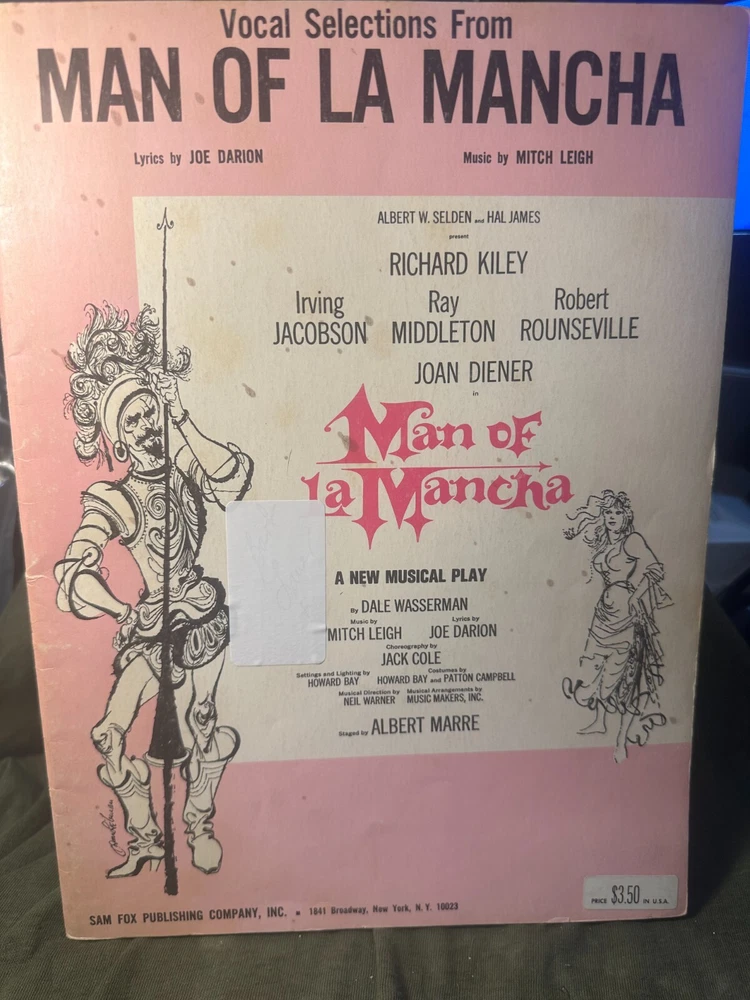 Vocal Selections From
MAN OF LA MANCHA
Lyrics by JOE DARION
Music by MITCH LEIGH
ALBERT W. SELDEN and HAL JAMES
present
RICHARD KILEY
Irving JACOBSON
Ray MIDDLETON
Robert ROUNSEVILLE
JOAN DIENER
in
Man of
la Mancha
A NEW MUSICAL PLAY
By DALE WASSERMAN
Music by
MITCH LEIGH
Lyrics by
JOE DARION
Choreography by
JACK COLE
Settings and Lighting by
HOWARD BAY
Costumes by
HOWARD BAY and PATTON CAMPBELL
Musical Direction by
NEIL WARNER
Musical Arrangements by
MUSIC MAKERS, INC.
Staged by ALBERT MARRE
SAM FOX PUBLISHING COMPANY, INC. • 1841 Broadway, New York, N. Y. 10023
PRICE $3.50 IN U.S.A.